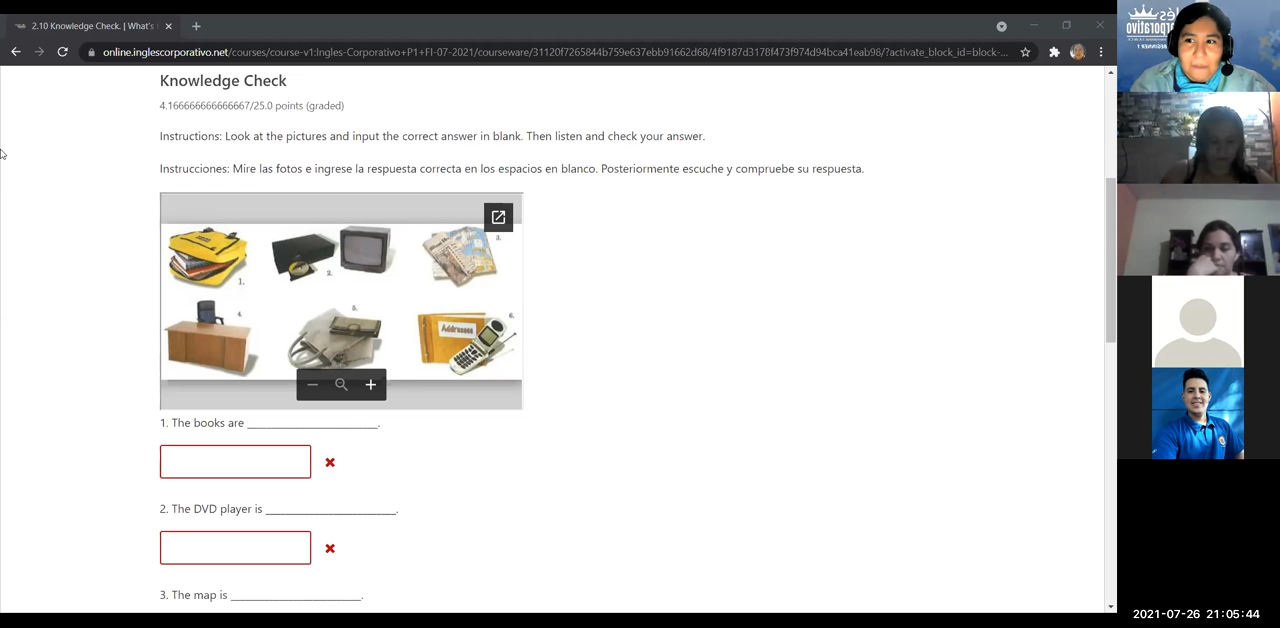 2.10 Knowledge Check. | What's
online.inglescorporativo.net/courses/course-v1:Ingles-Corporativo+P1+FI-07-2021/courseware/31120f7265844b759e637ebb91662d68/4f9187d3178f473f974d94bca41eab98/?activate_block_id=block-...
Knowledge Check
4.166666666666667/25.0 points (graded)
Instructions: Look at the pictures and input the correct answer in blank. Then listen and check your answer.
Instrucciones: Mire las fotos e ingrese la respuesta correcta en los espacios en blanco. Posteriormente escuche y compruebe su respuesta.
1.
2.
3.
4.
5.
6.
Addresses
1. The books are ______________________.
2. The DVD player is ______________________.
3. The map is ______________________.
2021-07-26 21:05:44